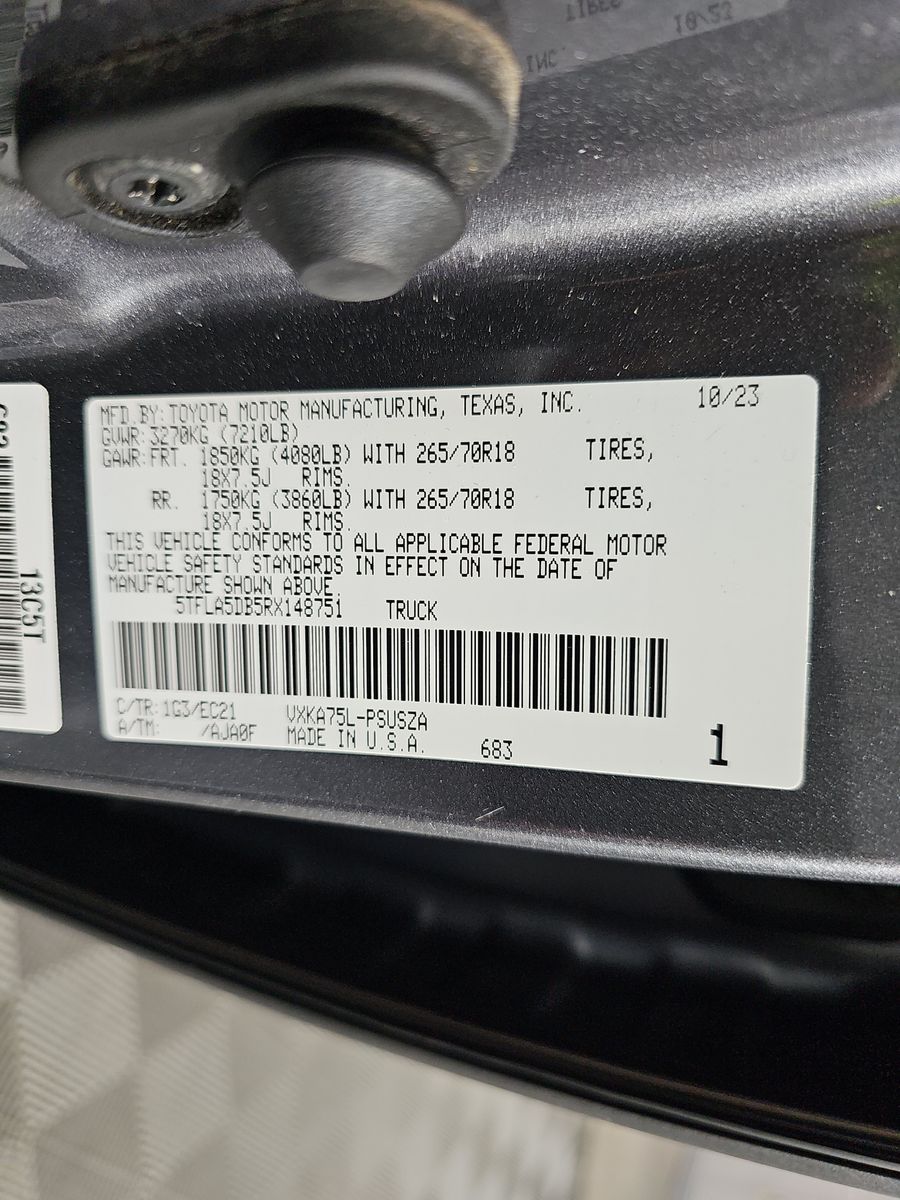 MFD.BY:TOYOTA MOTOR MANUFACTURING, TEXAS, INC. 10/23
GVWR:3270KG (7210LB)
GAWR:FRT. 1850KG (4080LB) WITH 265/70R18 TIRES,
18X7.5J RIMS.
RR. 1750KG (3860LB) WITH 265/70R18 TIRES,
18X7.5J RIMS.
THIS VEHICLE CONFORMS TO ALL APPLICABLE FEDERAL MOTOR
VEHICLE SAFETY STANDARDS IN EFFECT ON THE DATE OF
MANUFACTURE SHOWN ABOVE.
5TFLA5DB5RX148751 TRUCK
C/TR:1G3/EC21 VXKA75L-PSUSZA
A/TM: /AJA0F MADE IN U.S.A. 683 1
13C5T